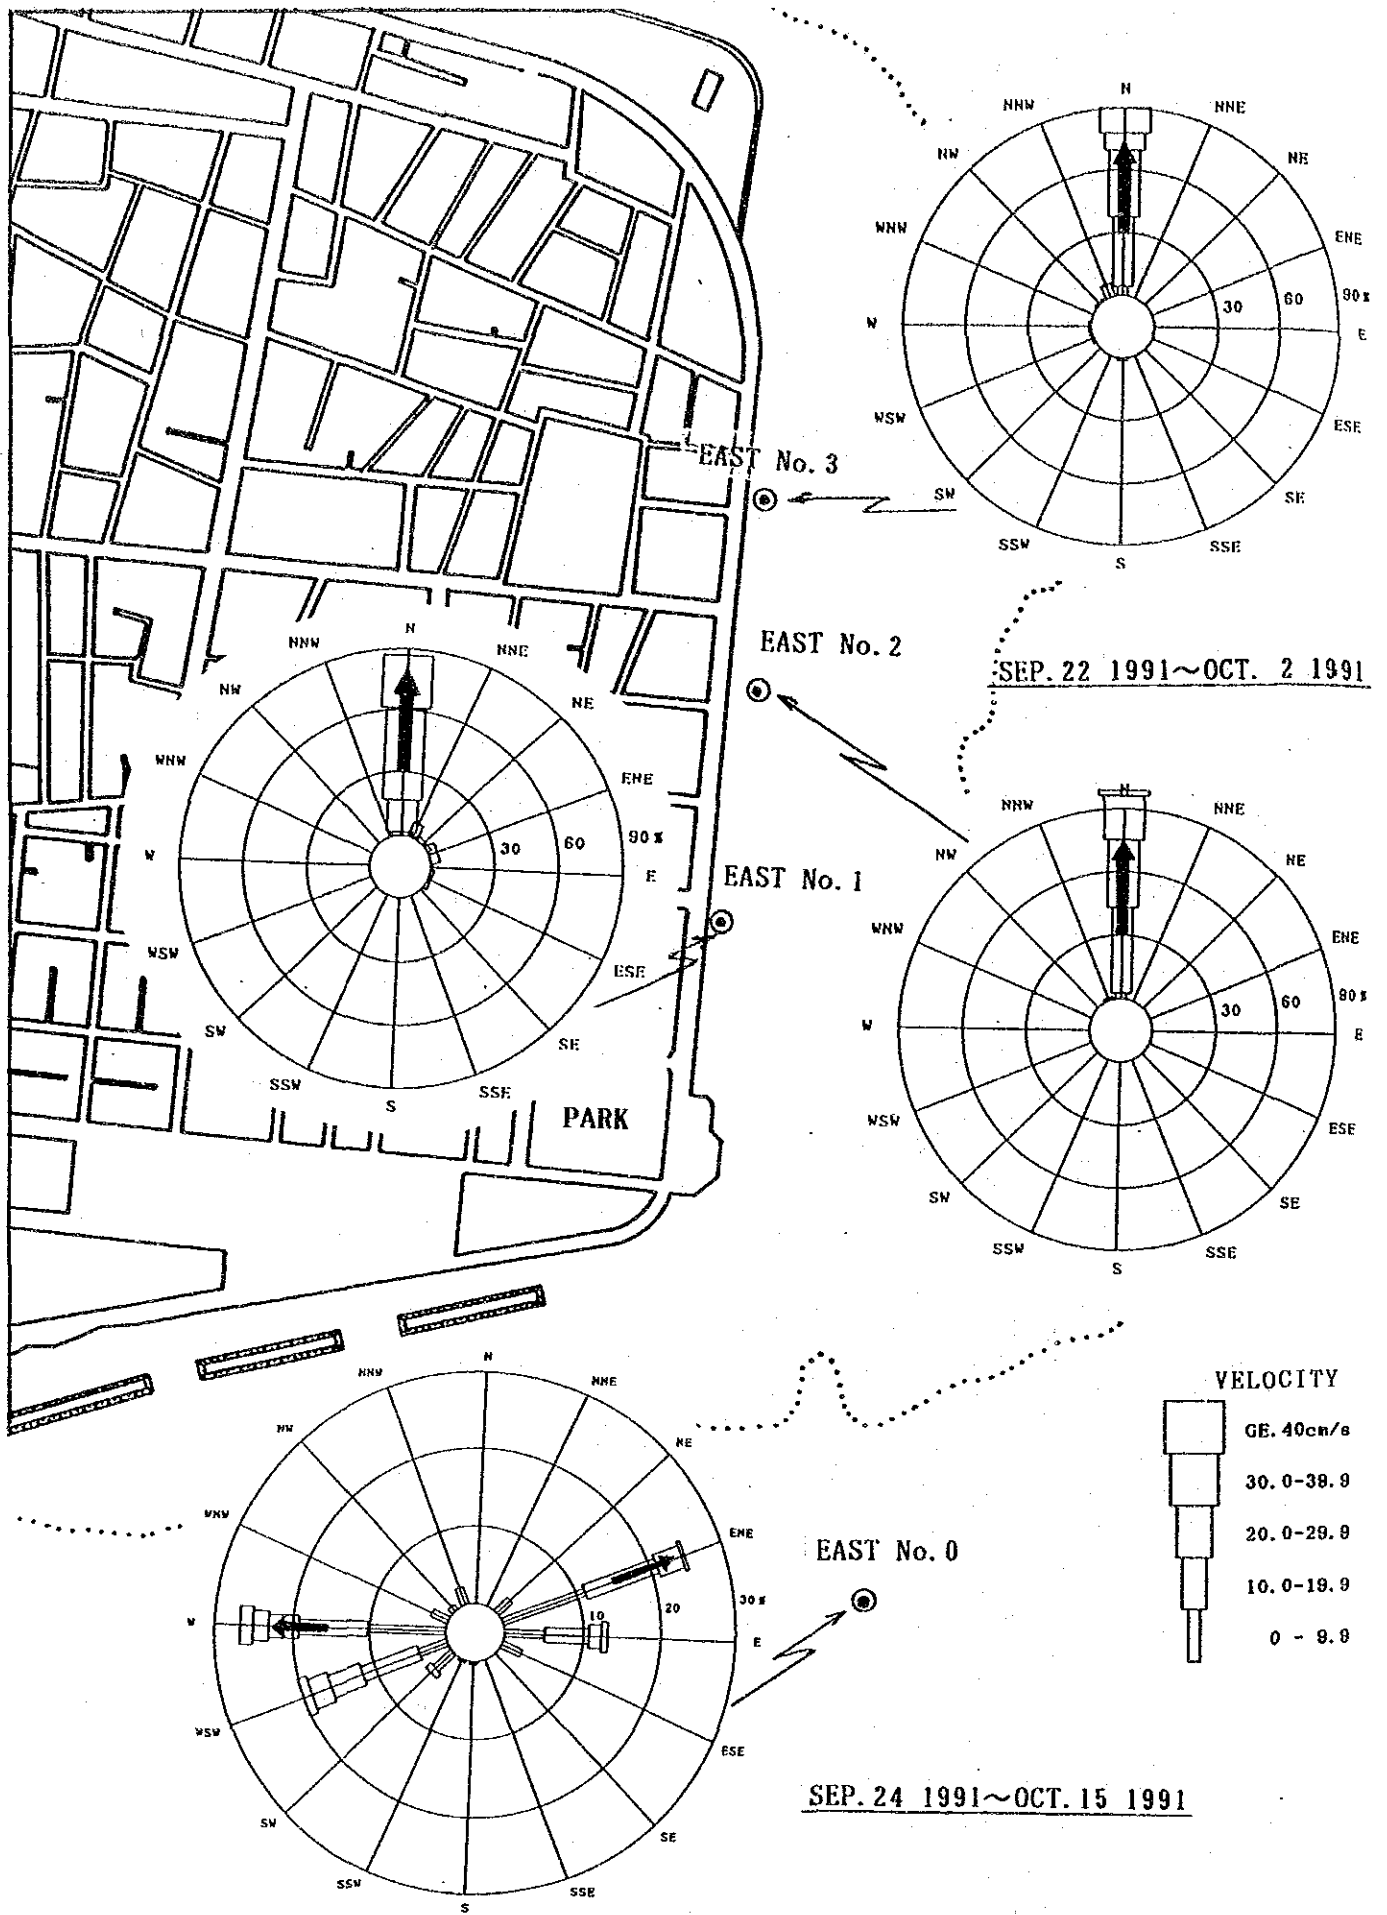 N
NNW NNE
NW NE
WNW ENE
30 60 90%
W E
WSW ESE
EAST No. 3
SW SE
SSW SSE
S
EAST No. 2
SEP. 22 1991~OCT. 2 1991
N
NNW NNE
NW NE
WNW ENE
30 60 90%
W E
EAST No. 1
WSW ESE
SW SE
SSW SSE
S
PARK
N
NNW NNE
NW NE
WNW ENE
30 60 90%
W E
WSW ESE
SW SE
SSW SSE
S
VELOCITY
GE. 40cm/s
30.0-39.9
20.0-29.9
10.0-19.9
0 - 9.9
N
NNW NNE
NW NE
WNW ENE
EAST No. 0
10 20 30%
W E
WSW ESE
SW SE
SSW SSE
S
SEP. 24 1991~OCT. 15 1991